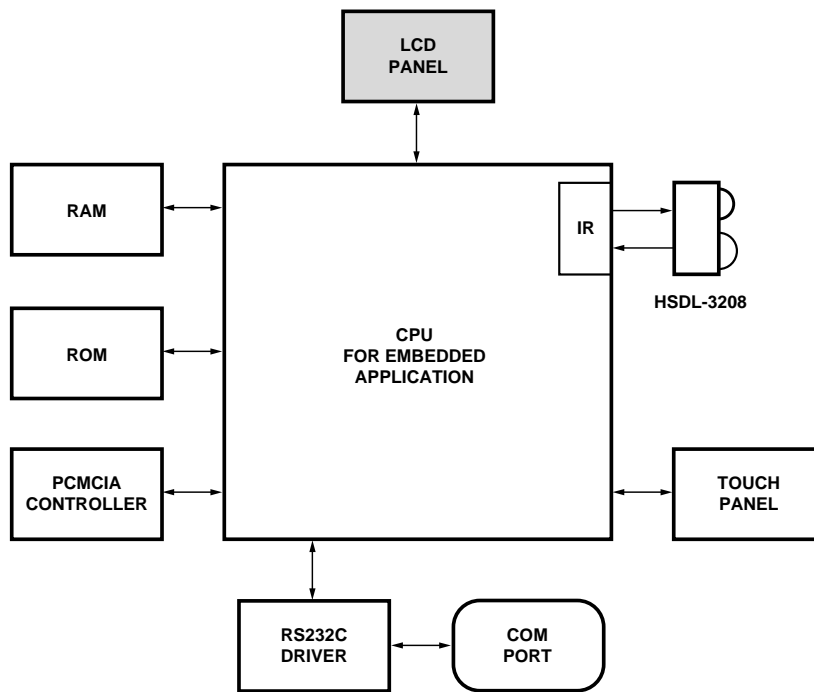 LCD
PANEL
RAM
IR
HSDL-3208
ROM
CPU
FOR EMBEDDED
APPLICATION
PCMCIA
CONTROLLER
TOUCH
PANEL
RS232C
DRIVER
COM
PORT